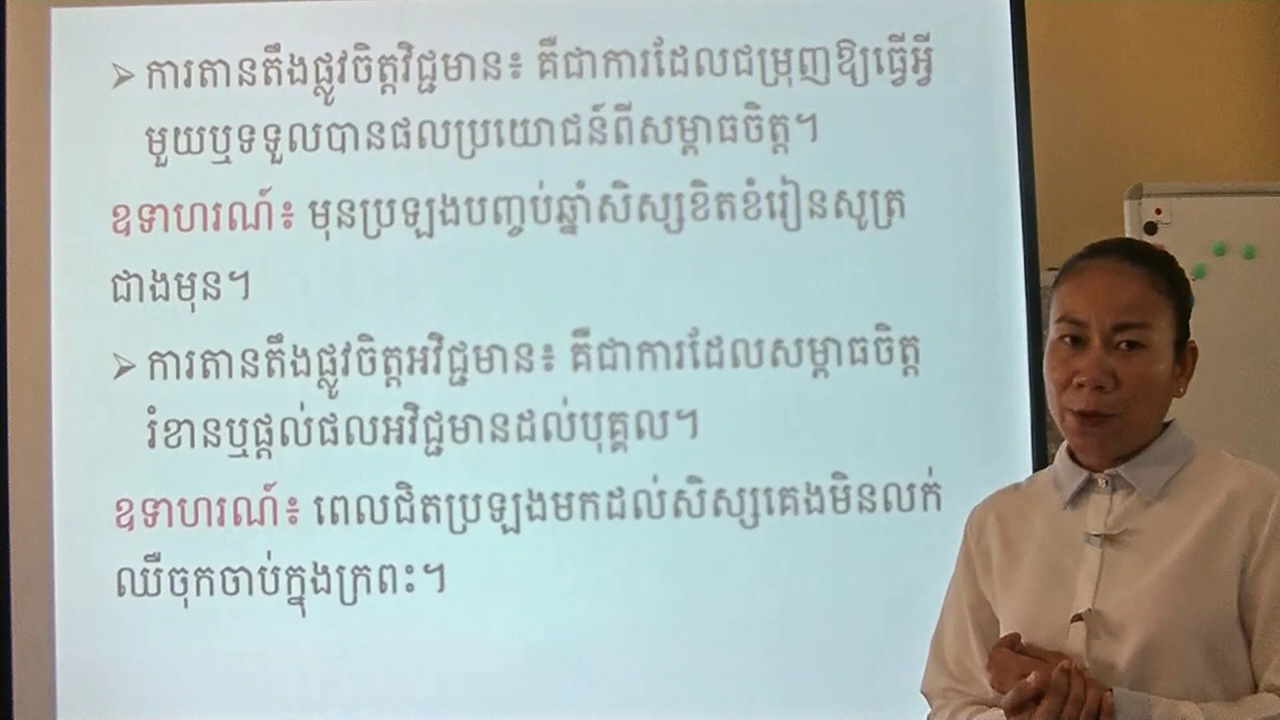 ➢ ការតានតឹងផ្លូវចិត្តវិជ្ជមាន៖ គឺជាការដែលជម្រុញឱ្យធ្វើអ្វី
មួយឬទទួលបានផលប្រយោជន៍ពីសម្ពាធចិត្ត។
ឧទាហរណ៍៖ មុនប្រឡងបញ្ចប់ឆ្នាំសិស្សខិតខំរៀនសូត្រ
ជាងមុន។
➢ ការតានតឹងផ្លូវចិត្តអវិជ្ជមាន៖ គឺជាការដែលសម្ពាធចិត្ត
រំខានឬផ្តល់ផលអវិជ្ជមានដល់បុគ្គល។
ឧទាហរណ៍៖ ពេលជិតប្រឡងមកដល់សិស្សគេងមិនលក់
ឈឺចុកចាប់ក្នុងក្រពះ។